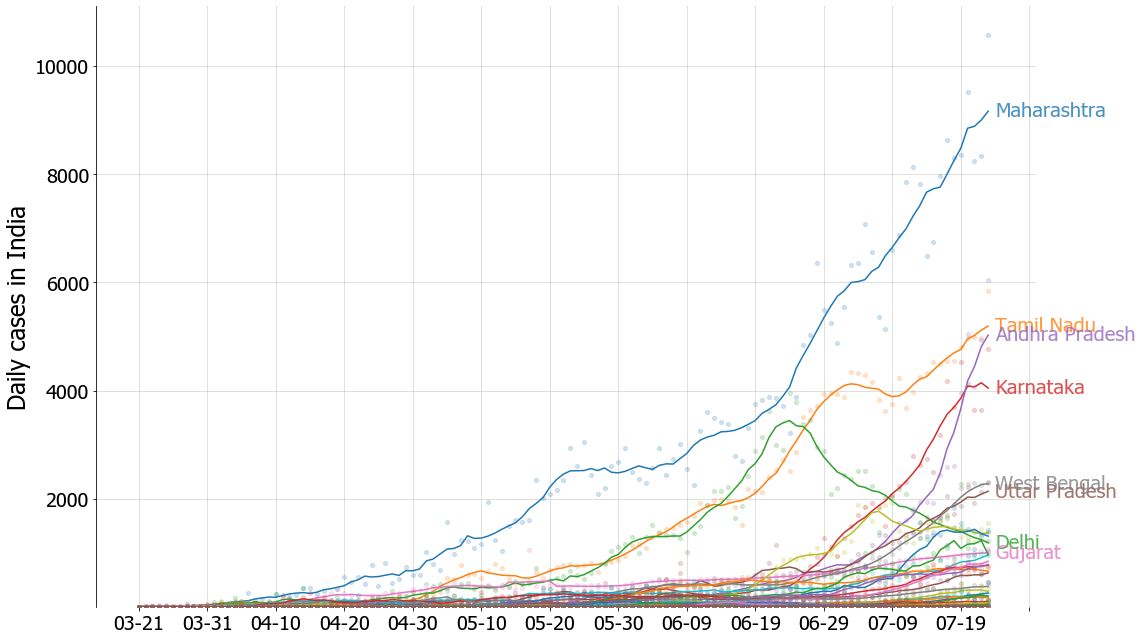 Daily cases in India
10000
8000
6000
4000
2000
Maharashtra
Tamil Nadu
Andhra Pradesh
Karnataka
West Bengal
Uttar Pradesh
Delhi
Gujarat
03-21 03-31 04-10 04-20 04-30 05-10 05-20 05-30 06-09 06-19 06-29 07-09 07-19